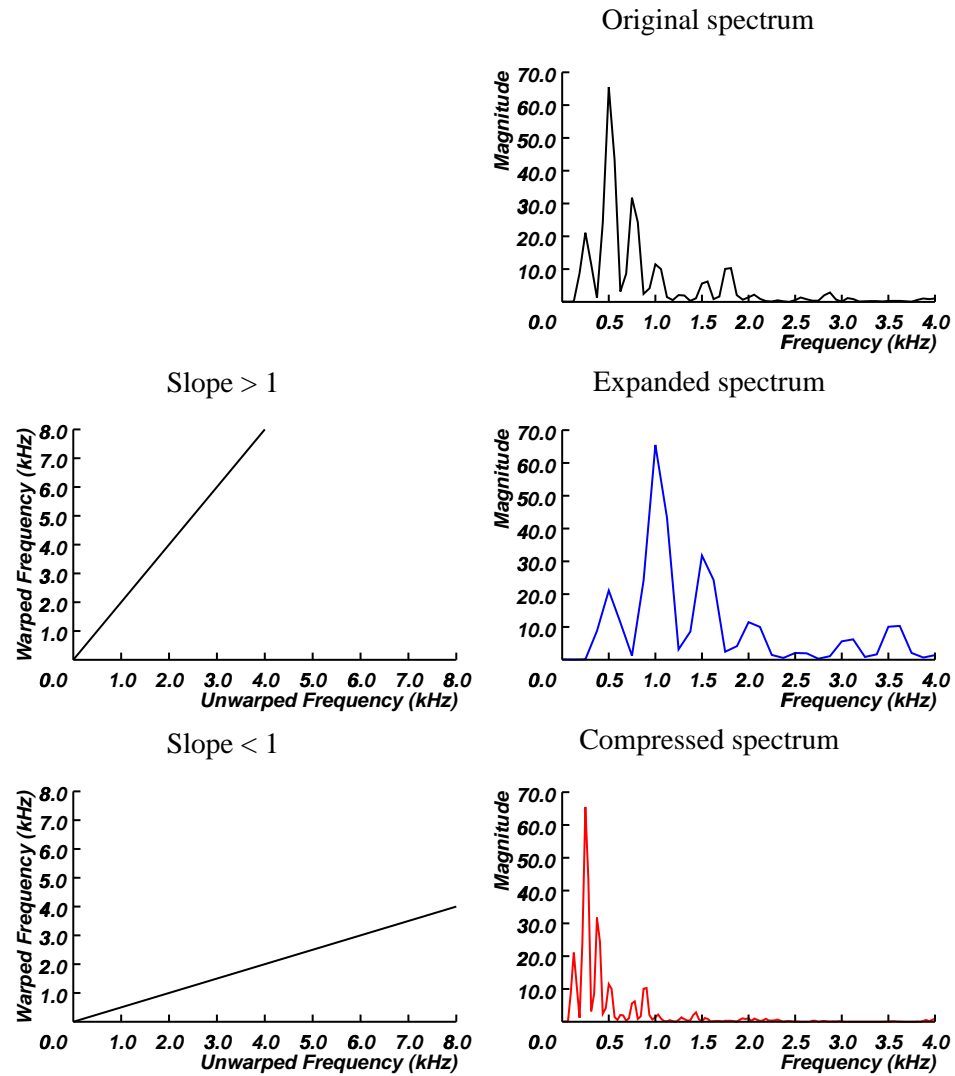 Original spectrum
Magnitude
70.0
60.0
50.0
40.0
30.0
20.0
10.0
0.0 0.5 1.0 1.5 2.0 2.5 3.0 3.5 4.0
Frequency (kHz)
Slope > 1
Warped Frequency (kHz)
8.0
7.0
6.0
5.0
4.0
3.0
2.0
1.0
0.0 1.0 2.0 3.0 4.0 5.0 6.0 7.0 8.0
Unwarped Frequency (kHz)
Expanded spectrum
Magnitude
70.0
60.0
50.0
40.0
30.0
20.0
10.0
0.0 0.5 1.0 1.5 2.0 2.5 3.0 3.5 4.0
Frequency (kHz)
Slope < 1
Warped Frequency (kHz)
8.0
7.0
6.0
5.0
4.0
3.0
2.0
1.0
0.0 1.0 2.0 3.0 4.0 5.0 6.0 7.0 8.0
Unwarped Frequency (kHz)
Compressed spectrum
Magnitude
70.0
60.0
50.0
40.0
30.0
20.0
10.0
0.0 0.5 1.0 1.5 2.0 2.5 3.0 3.5 4.0
Frequency (kHz)